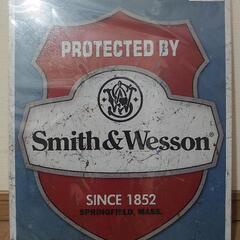 PROTECTED BY
Smith & Wesson®
SINCE 1852
SPRINGFIELD, MASS.